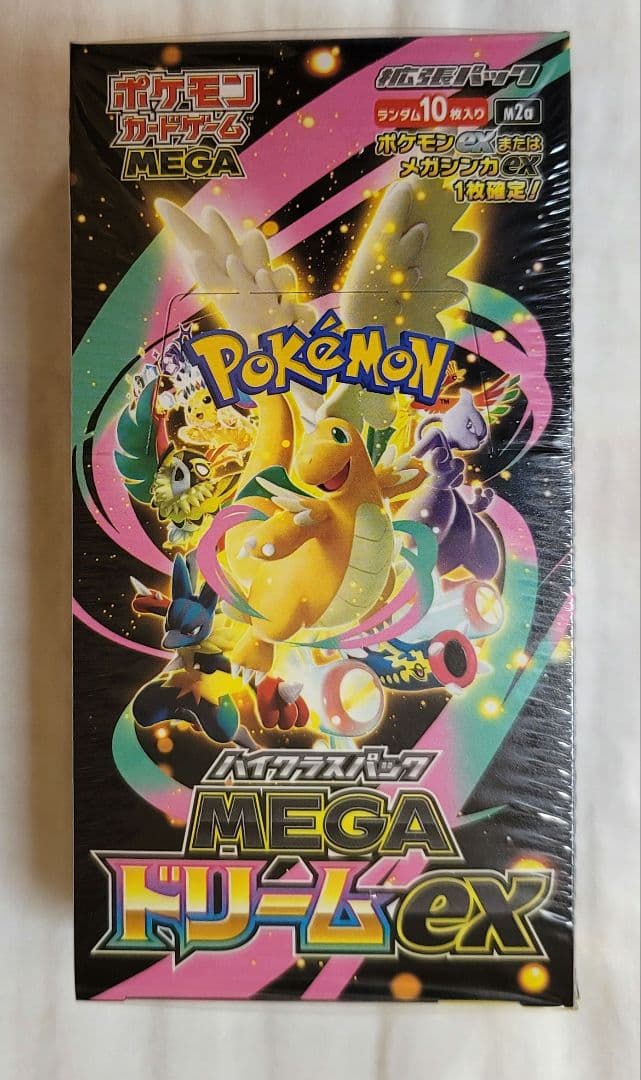 ポケモン
カードゲーム™
MEGA
拡張パック
ランダム10枚入り M2a
ポケモンexまたは
メガシンカex
1枚確定!
POKéMON
™
ハイクラスパック
MEGA
ドリームex